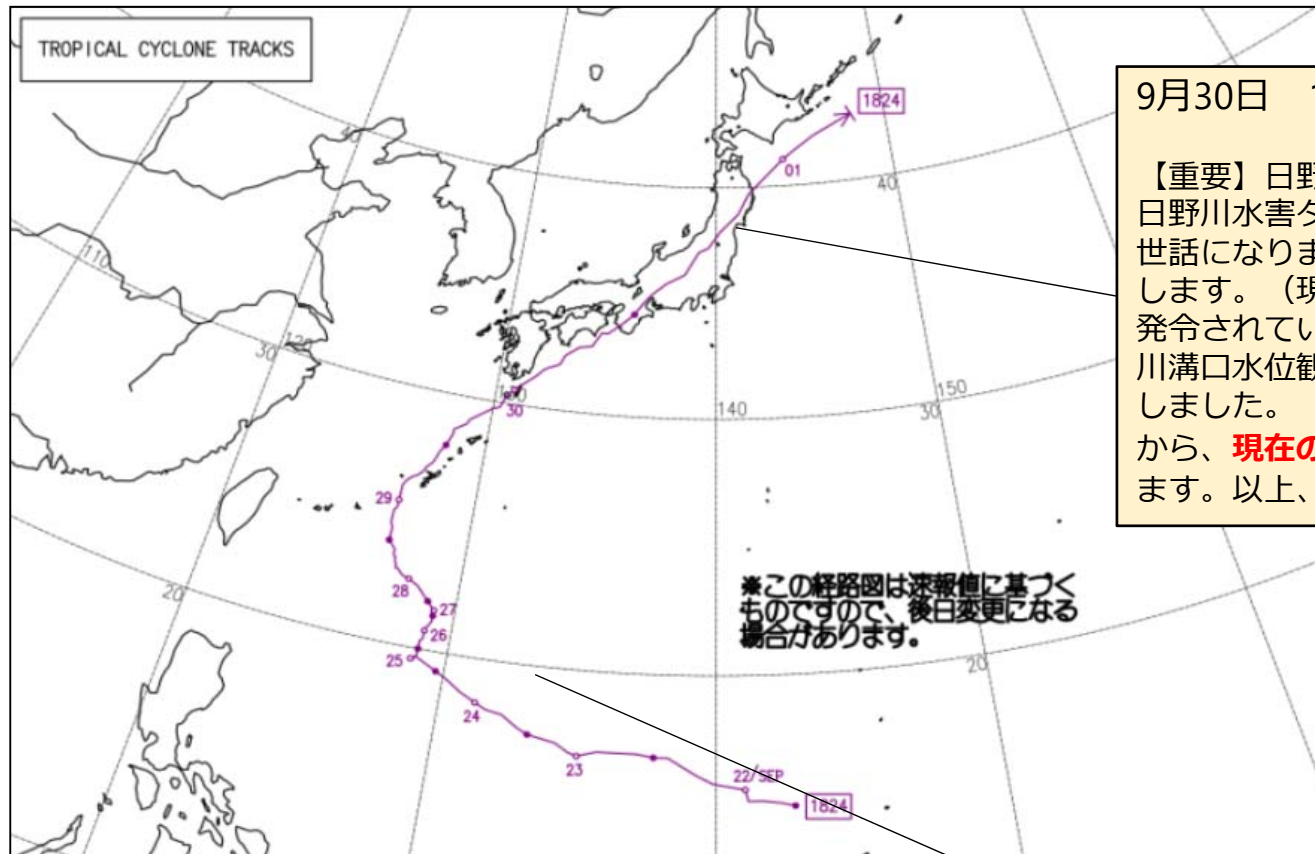 TROPICAL CYCLONE TRACKS
1824
01
40
40
110
120
30
130
30
140
150
30
29
28
27
26
25
20
20
24
23
22/SEP
1824
※この経路図は速報値に基づく
ものですので、後日変更になる
場合があります。
9月30日
【重要】日野
日野川水害タ
世話になりま
します。（現
発令されてい
川溝口水位観
しました。
から、現在の
ます。以上、